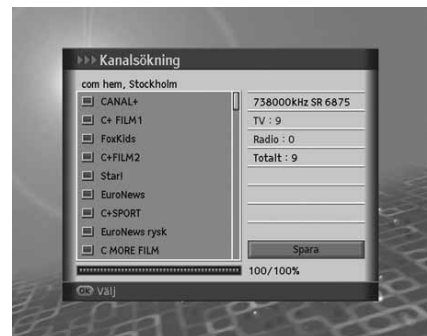 Kanalsökning
com hem, Stockholm
CANAL+
C+ FILM1
FoxKids
C+FILM2
Star!
EuroNews
C+SPORT
EuroNews rysk
C MORE FILM
738000kHz SR 6875
TV : 9
Radio : 0
Totalt : 9
Spara
100/100%
OK Välj